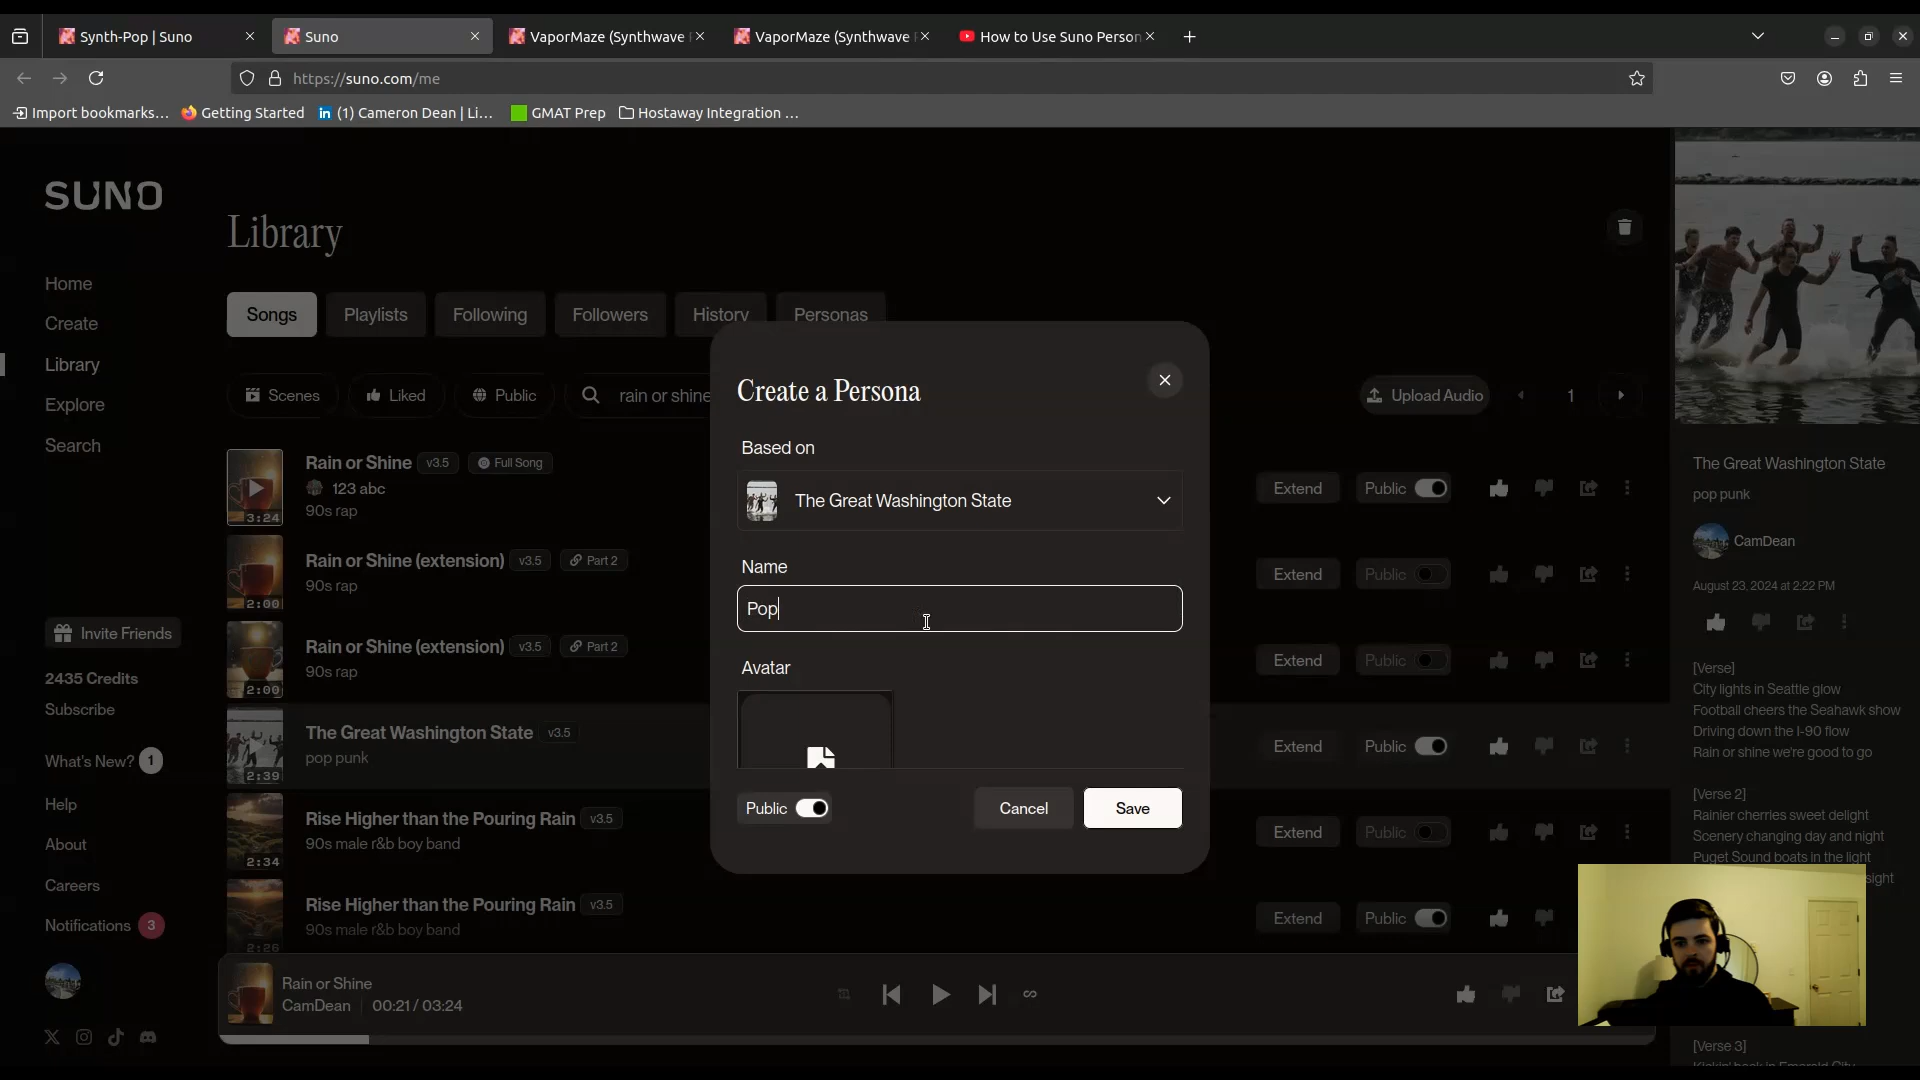 Synth-Pop | Suno
Suno
VaporMaze (Synthwave
VaporMaze (Synthwave
How to Use Suno Person
https://suno.com/me
Import bookmarks...
Getting Started
(1) Cameron Dean | Li...
GMAT Prep
Hostaway Integration ...
SUNO
Home
Create
Library
Explore
Search
Invite Friends
2435 Credits
Subscribe
What's New? 1
Help
About
Careers
Notifications 3
Library
Songs
Playlists
Following
Followers
History
Personas
Scenes
Liked
Public
rain or shine
Upload Audio
1
Rain or Shine v3.5 Full Song
123 abc
90s rap
3:24
Extend
Public
Rain or Shine (extension) v3.5 Part 2
90s rap
2:00
Extend
Public
Rain or Shine (extension) v3.5 Part 2
90s rap
2:00
Extend
Public
The Great Washington State v3.5
pop punk
2:39
Extend
Public
Rise Higher than the Pouring Rain v3.5
90s male r&b boy band
2:34
Extend
Public
Rise Higher than the Pouring Rain v3.5
90s male r&b boy band
2:26
Extend
Public
Create a Persona
Based on
The Great Washington State
Name
Pop
Avatar
Public
Cancel
Save
Rain or Shine
CamDean 00:21 / 03:24
The Great Washington State
pop punk
CamDean
August 23, 2024 at 2:22 PM
[Verse]
City lights in Seattle glow
Football cheers the Seahawk show
Driving down the I-90 flow
Rain or shine we're good to go
[Verse 2]
Rainier cherries sweet delight
Scenery changing day and night
Puget Sound boats in the light
sight
[Verse 3]